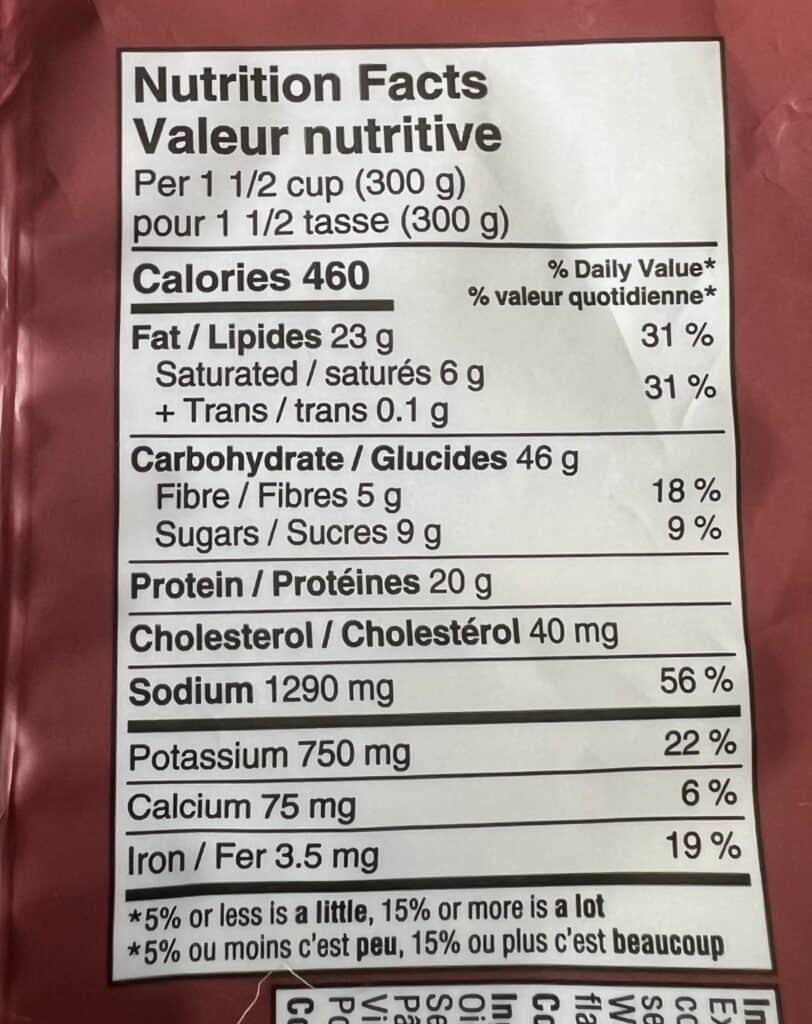 Nutrition Facts
Valeur nutritive
Per 1 1/2 cup (300 g)
pour 1 1/2 tasse (300 g)
Calories 460
% Daily Value*
% valeur quotidienne*
Fat / Lipides 23 g 31 %
Saturated / saturés 6 g
+ Trans / trans 0.1 g 31 %
Carbohydrate / Glucides 46 g
Fibre / Fibres 5 g 18 %
Sugars / Sucres 9 g 9 %
Protein / Protéines 20 g
Cholesterol / Cholestérol 40 mg
Sodium 1290 mg 56 %
Potassium 750 mg 22 %
Calcium 75 mg 6 %
Iron / Fer 3.5 mg 19 %
*5% or less is a little, 15% or more is a lot
*5% ou moins c'est peu, 15% ou plus c'est beaucoup